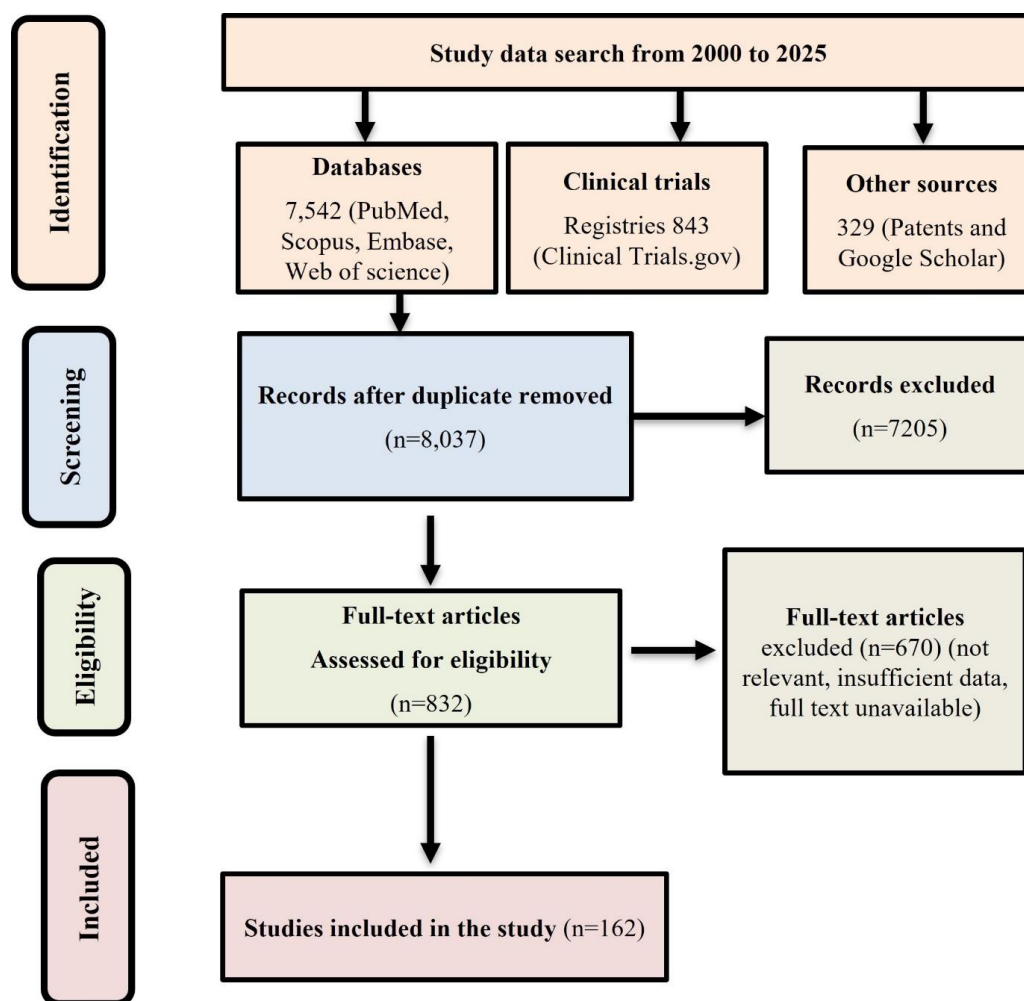 Identification
Study data search from 2000 to 2025
Databases
7,542 (PubMed,
Scopus, Embase,
Web of science)
Clinical trials
Registries 843
(Clinical Trials.gov)
Other sources
329 (Patents and
Google Scholar)
Screening
Records after duplicate removed
(n=8,037)
Records excluded
(n=7205)
Eligibility
Full-text articles
Assessed for eligibility
(n=832)
Full-text articles
excluded (n=670) (not
relevant, insufficient data,
full text unavailable)
Included
Studies included in the study (n=162)